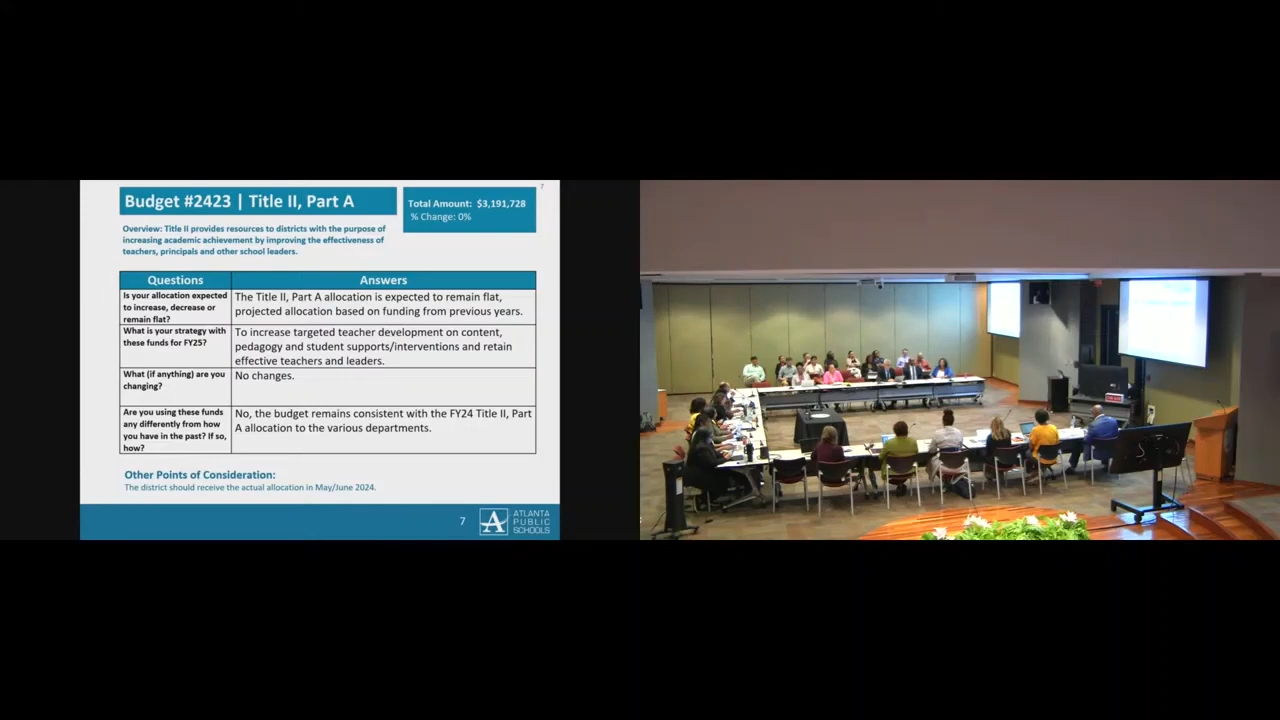 7
Budget #2423 | Title II, Part A
Total Amount: $3,191,728
% Change: 0%
Overview: Title II provides resources to districts with the purpose of
increasing academic achievement by improving the effectiveness of
teachers, principals and other school leaders.
Questions
Answers
Is your allocation expected
to increase, decrease or
remain flat?
The Title II, Part A allocation is expected to remain flat,
projected allocation based on funding from previous years.
What is your strategy with
these funds for FY25?
To increase targeted teacher development on content,
pedagogy and student supports/interventions and retain
effective teachers and leaders.
What (if anything) are you
changing?
No changes.
Are you using these funds
any differently from how
you have in the past? If so,
how?
No, the budget remains consistent with the FY24 Title II, Part
A allocation to the various departments.
Other Points of Consideration:
The district should receive the actual allocation in May/June 2024.
7
ATLANTA
PUBLIC
SCHOOLS